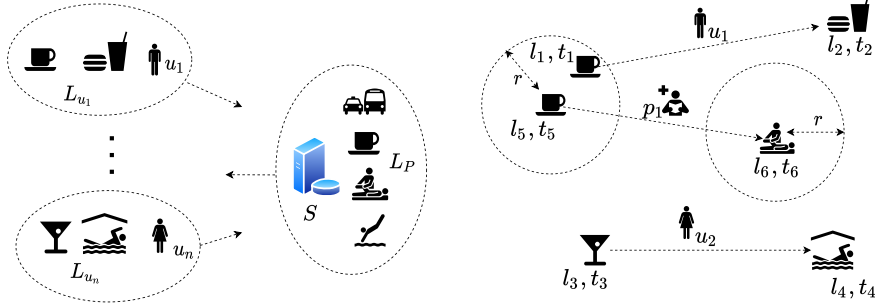 u₁
L_{u₁}
L_P
S
u_n
L_{u_n}
u₁
l₁, t₁
l₂, t₂
r
p₁
l₅, t₅
r
l₆, t₆
u₂
l₃, t₃
l₄, t₄